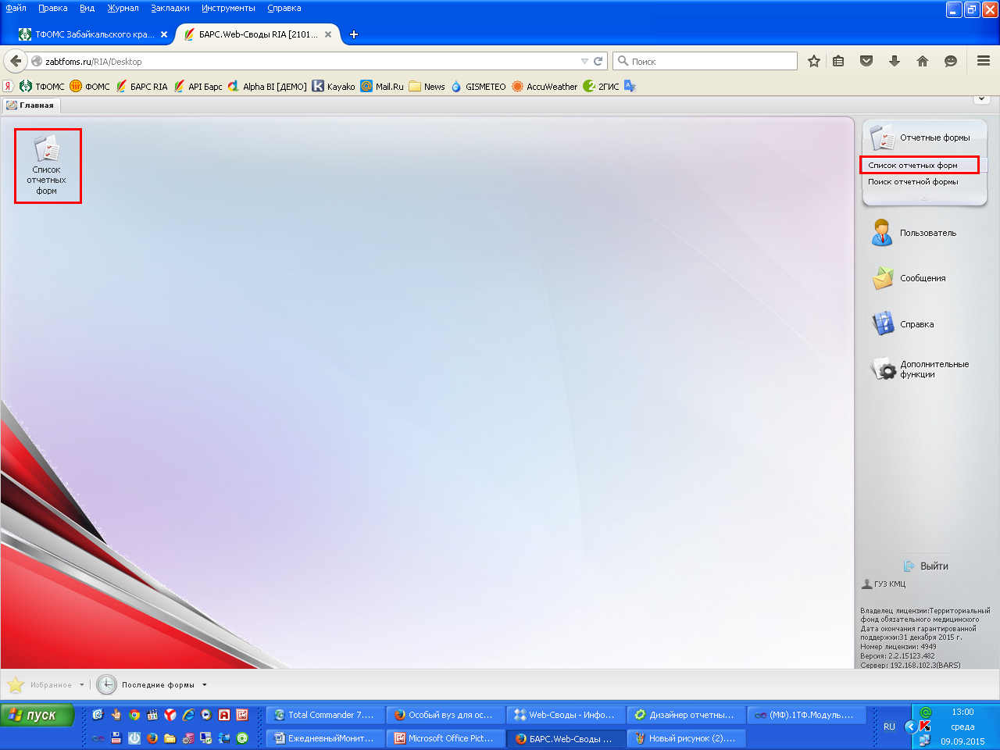 Файл Правка Вид Журнал Закладки Инструменты Справка
ТФОМС Забайкальского кра... БАРС.Web-Своды RIA [2101...
zabtfoms.ru/RIA/Desktop Поиск
Я ТФОМС ФОМС БАРС RIA API Барс Alpha BI [ДЕМО] Kayako Mail.Ru News GISMETEO AccuWeather 2ГИС
Главная
Список
отчетных
форм
Отчетные формы
Список отчетных форм
Поиск отчетной формы
Пользователь
Сообщения
Справка
Дополнительные
функции
Выйти
ГУЗ КМЦ
Владелец лицензии:Территориальный
фонд обязательного медицинского
Дата окончания гарантированной
поддержки:31 декабря 2015 г.
Номер лицензии: 4949
Версия: 2.2.15123.482
Сервер: 192.168.102.3(BARS)
Избранное Последние формы
пуск
Total Commander 7.... Особый вуз для ос... Web-Своды - Инфо... Дизайнер отчетны... (МФ).1ТФ.Модуль....
ЕжедневныйМонит... Microsoft Office Pict... БАРС.Web-Своды ... Новый рисунок (2)....
RU
13:00
среда
09.09.2015